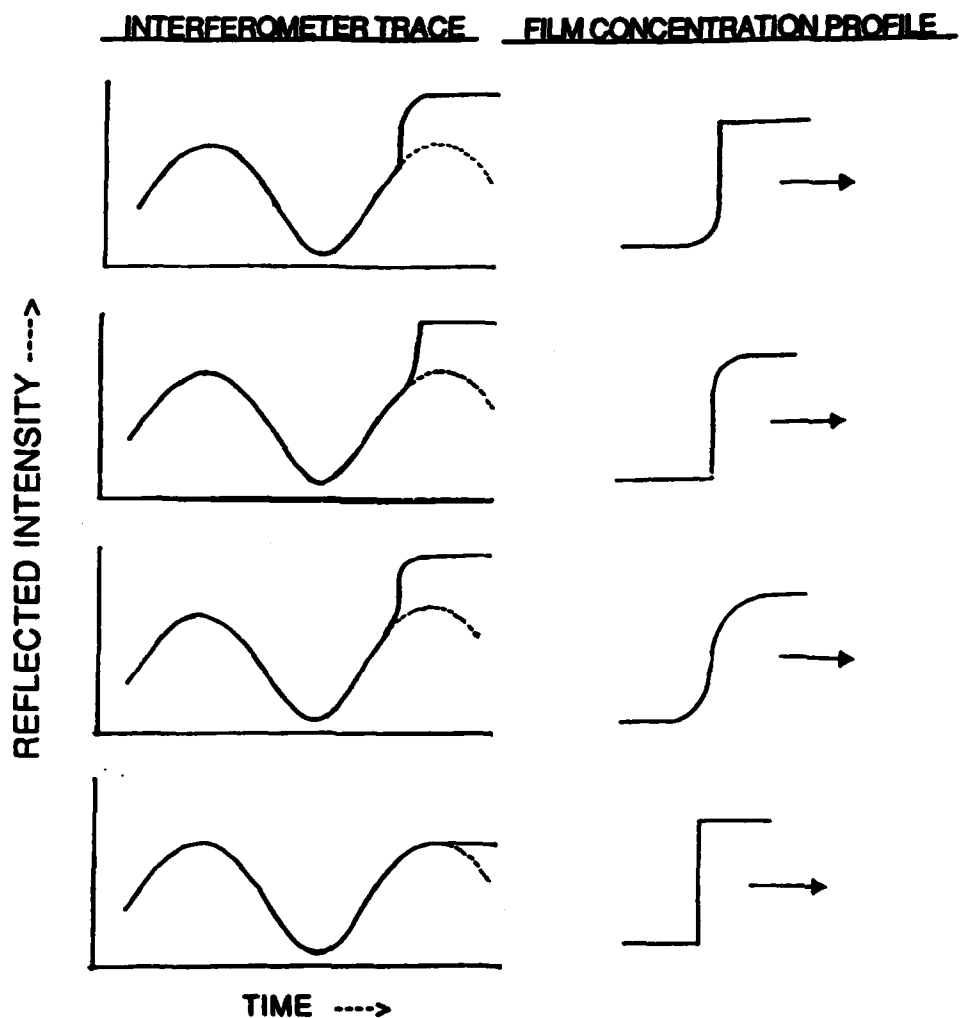 INTERFEROMETER TRACE
FILM CONCENTRATION PROFILE
REFLECTED INTENSITY ---->
TIME ---->